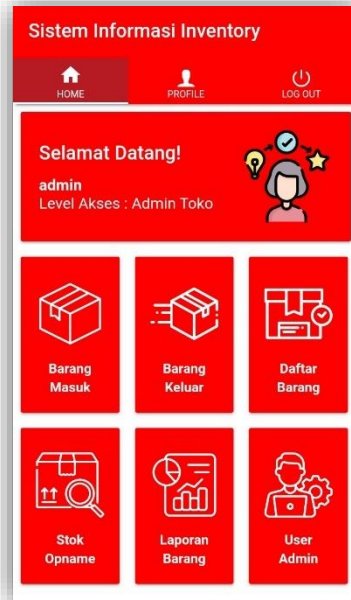 Sistem Informasi Inventory
HOME PROFILE LOG OUT
Selamat Datang!
admin
Level Akses : Admin Toko
Barang Masuk
Barang Keluar
Daftar Barang
Stok Opname
Laporan Barang
User Admin